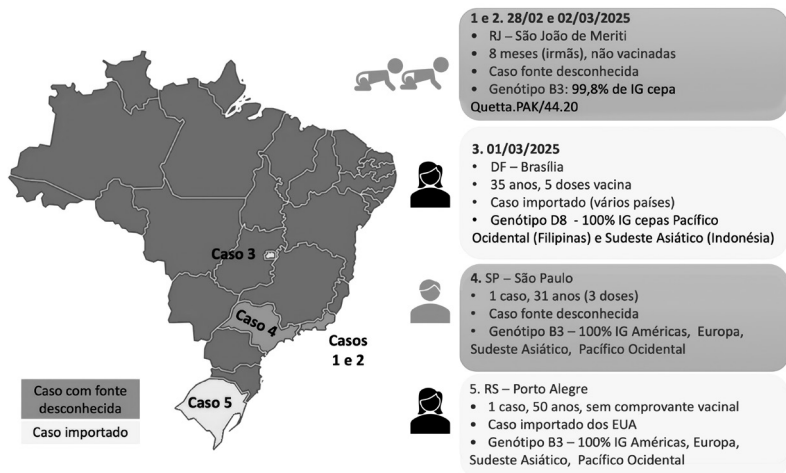 1 e 2. 28/02 e 02/03/2025
• RJ – São João de Meriti
• 8 meses (irmãs), não vacinadas
• Caso fonte desconhecida
• Genótipo B3: 99,8% de IG cepa
Quetta.PAK/44.20
3. 01/03/2025
• DF – Brasília
• 35 anos, 5 doses vacina
• Caso importado (vários países)
• Genótipo D8 - 100% IG cepas Pacífico
Ocidental (Filipinas) e Sudeste Asiático (Indonésia)
4. SP – São Paulo
• 1 caso, 31 anos (3 doses)
• Caso fonte desconhecida
• Genótipo B3 – 100% IG Américas, Europa,
Sudeste Asiático, Pacífico Ocidental
5. RS – Porto Alegre
• 1 caso, 50 anos, sem comprovante vacinal
• Caso importado dos EUA
• Genótipo B3 – 100% IG Américas, Europa,
Sudeste Asiático, Pacífico Ocidental
Caso 3
Caso 4
Casos
1 e 2
Caso 5
Caso com fonte
desconhecida
Caso importado